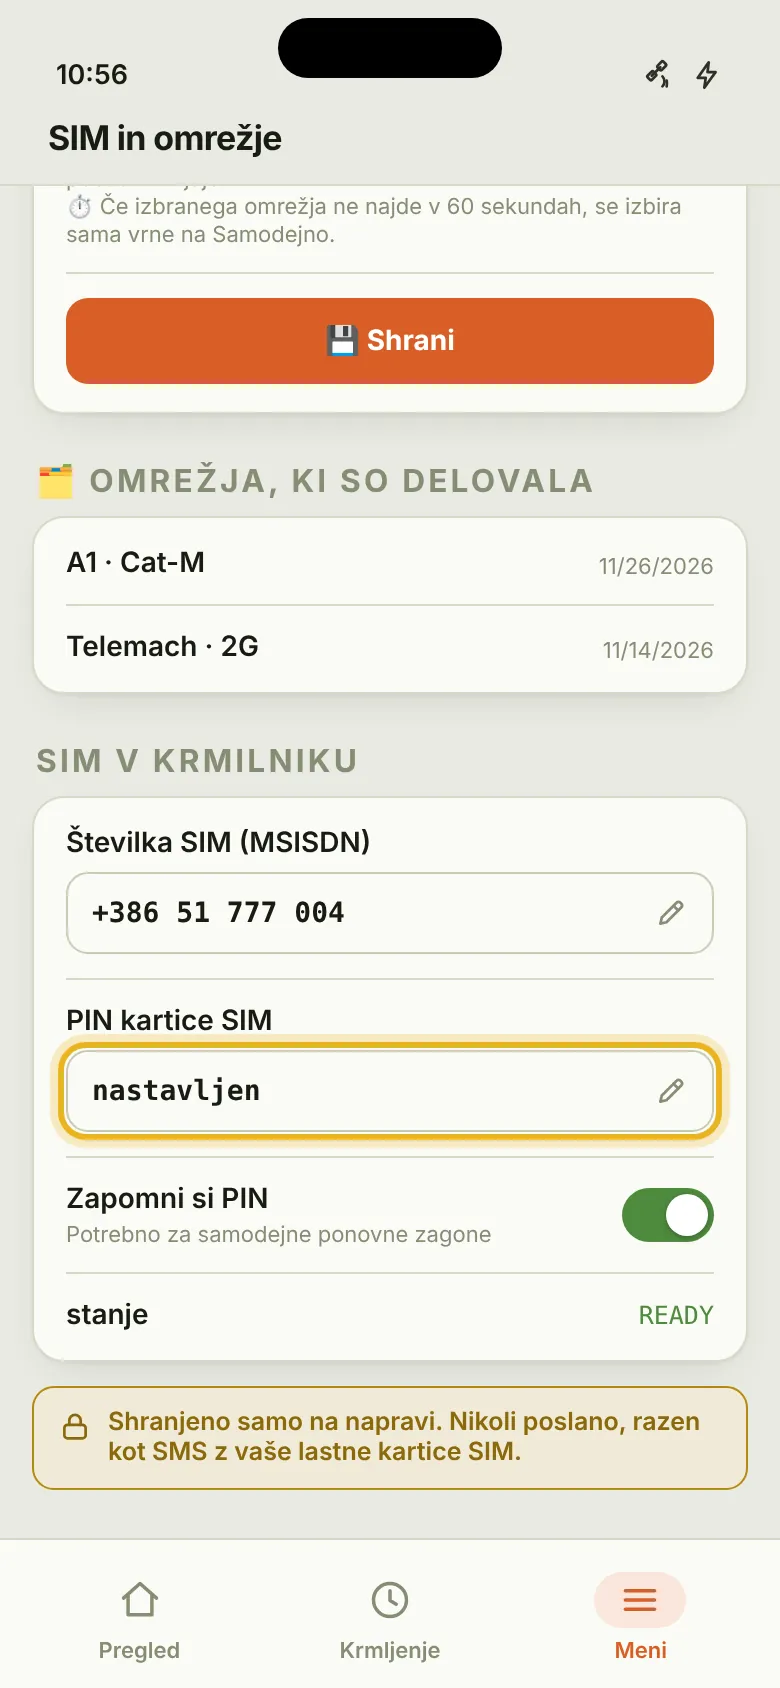 10:56
SIM in omrežje
⏱️ Če izbranega omrežja ne najde v 60 sekundah, se izbira
sama vrne na Samodejno.
💾 Shrani
🗂️ OMREŽJA, KI SO DELOVALA
A1 · Cat-M 11/26/2026
Telemach · 2G 11/14/2026
SIM V KRMILNIKU
Številka SIM (MSISDN)
+386 51 777 004
PIN kartice SIM
nastavljen
Zapomni si PIN
Potrebno za samodejne ponovne zagone
stanje READY
Shranjeno samo na napravi. Nikoli poslano, razen
kot SMS z vaše lastne kartice SIM.
Pregled Krmljenje Meni